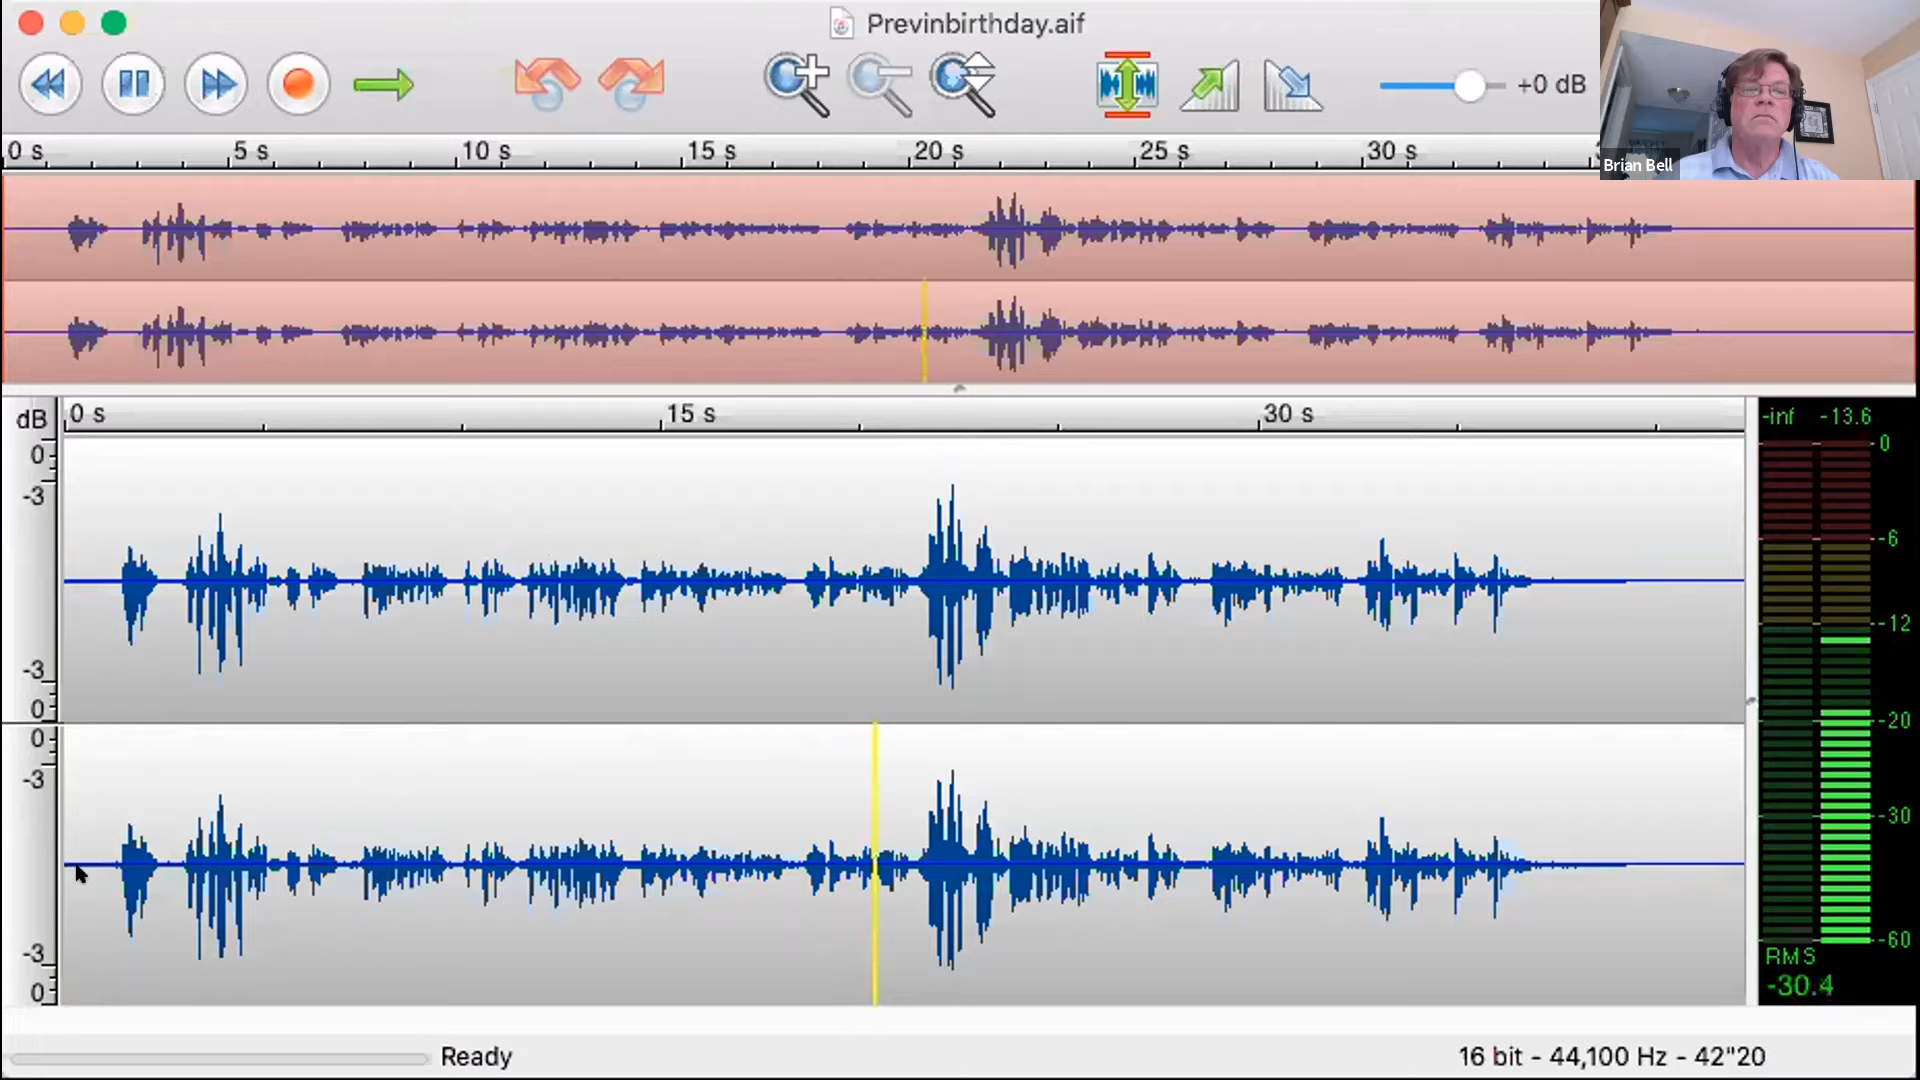 Previnbirthday.aif
+0 dB
Brian Bell
0 s 5 s 10 s 15 s 20 s 25 s 30 s
dB 0 s 15 s 30 s
-inf -13.6
0
-3
-3
0
0
-3
-3
0
0
-6
-12
-20
-30
-60
RMS
-30.4
Ready
16 bit - 44,100 Hz - 42"20